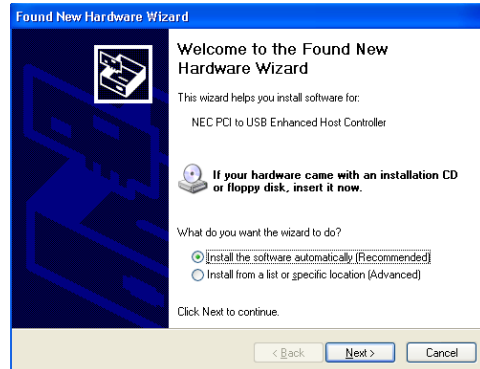 Found New Hardware Wizard
Welcome to the Found New
Hardware Wizard
This wizard helps you install software for:
NEC PCI to USB Enhanced Host Controller
If your hardware came with an installation CD
or floppy disk, insert it now.
What do you want the wizard to do?
Install the software automatically (Recommended)
Install from a list or specific location (Advanced)
Click Next to continue.
< Back
Next >
Cancel